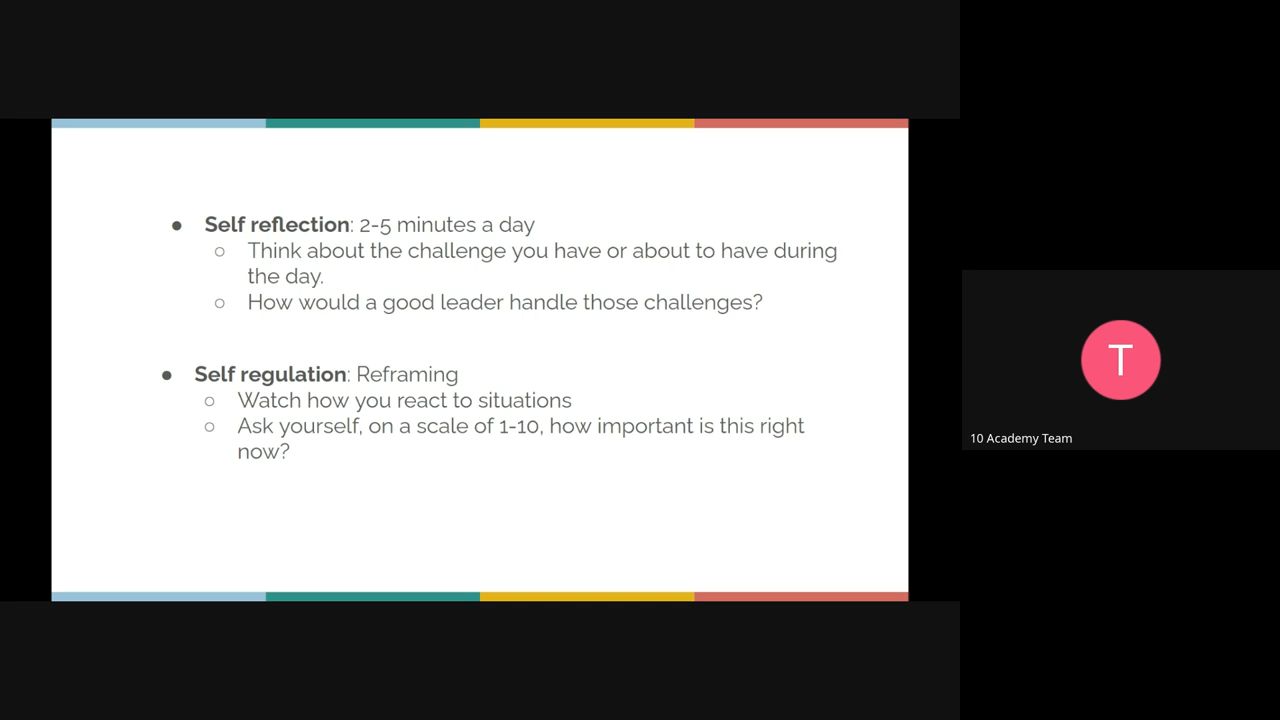 ● Self reflection: 2-5 minutes a day
○ Think about the challenge you have or about to have during
the day.
○ How would a good leader handle those challenges?
● Self regulation: Reframing
○ Watch how you react to situations
○ Ask yourself, on a scale of 1-10, how important is this right
now?
T
10 Academy Team